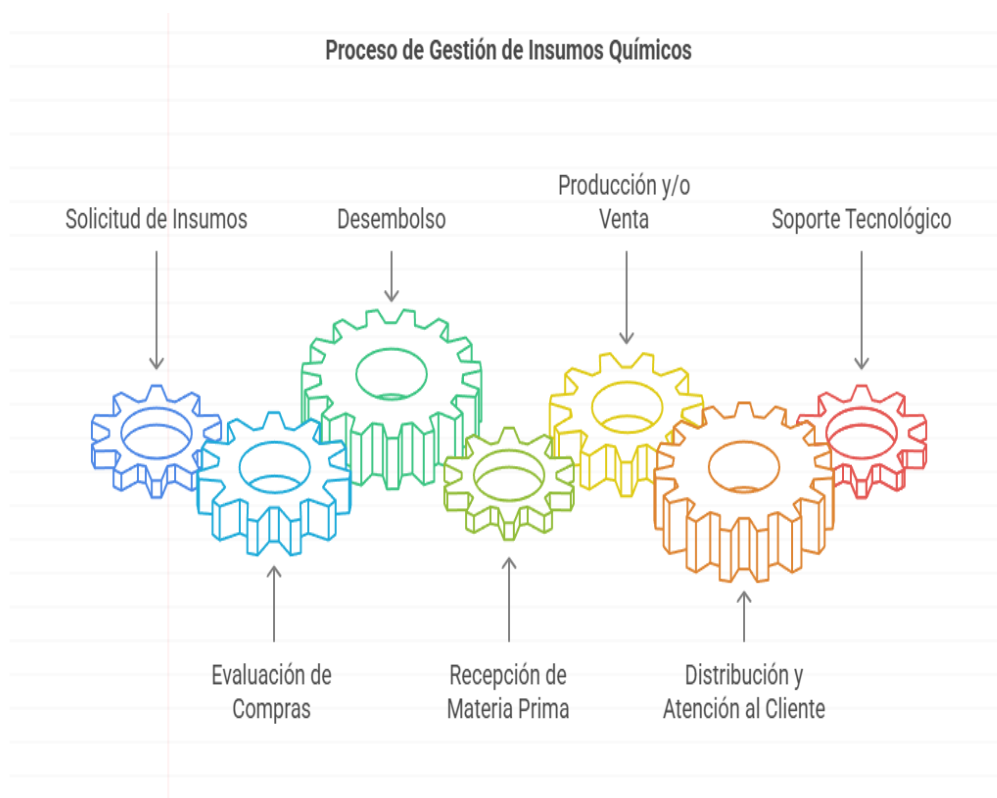 Proceso de Gestión de Insumos Químicos
Producción y/o
Venta
Solicitud de Insumos
Desembolso
Soporte Tecnológico
Evaluación de
Compras
Recepción de
Materia Prima
Distribución y
Atención al Cliente